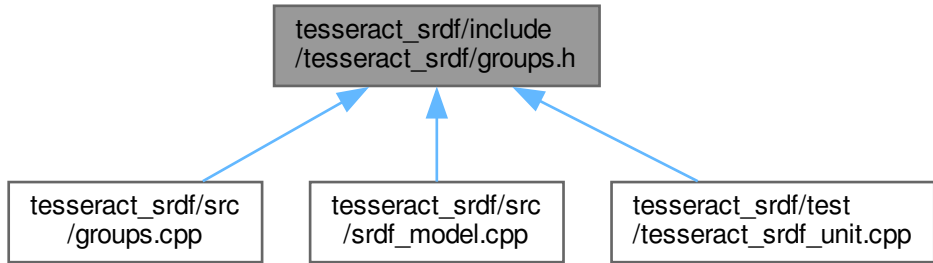 tesseract_srdf/include
/tesseract_srdf/groups.h
tesseract_srdf/src
/groups.cpp
tesseract_srdf/src
/srdf_model.cpp
tesseract_srdf/test
/tesseract_srdf_unit.cpp